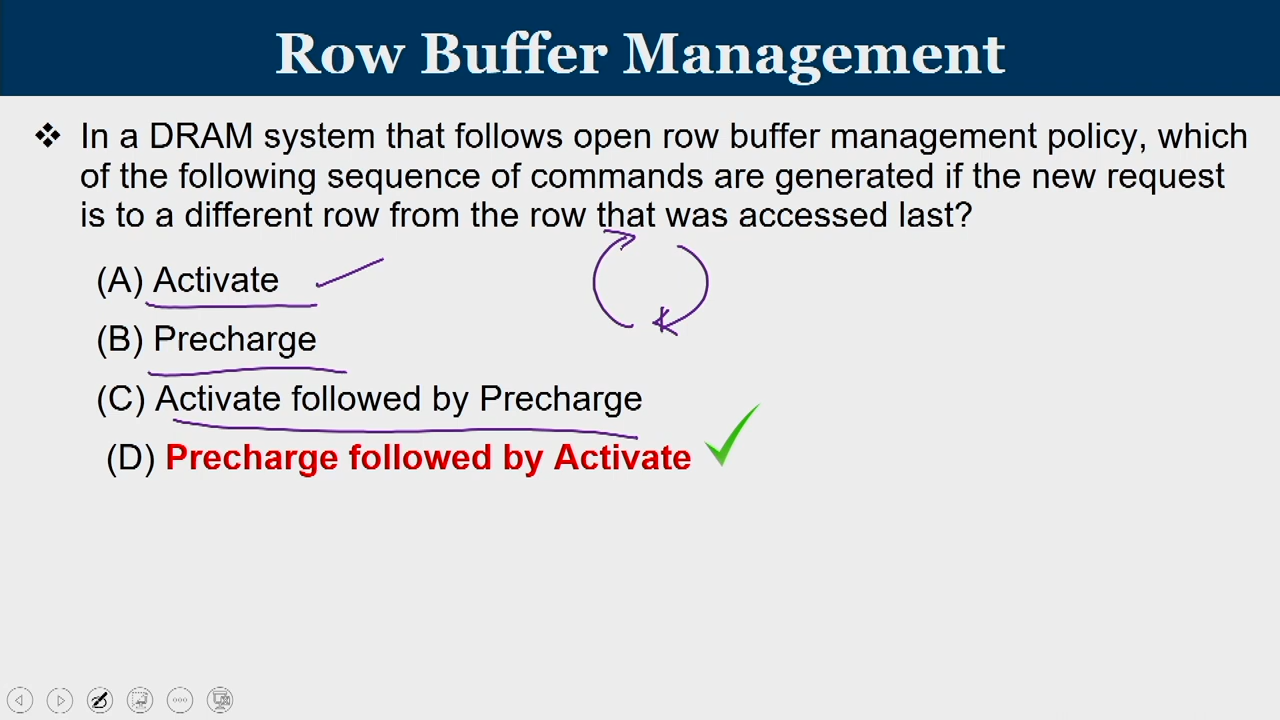 Row Buffer Management
❖ In a DRAM system that follows open row buffer management policy, which
of the following sequence of commands are generated if the new request
is to a different row from the row that was accessed last?
(A) Activate
(B) Precharge
(C) Activate followed by Precharge
(D) Precharge followed by Activate